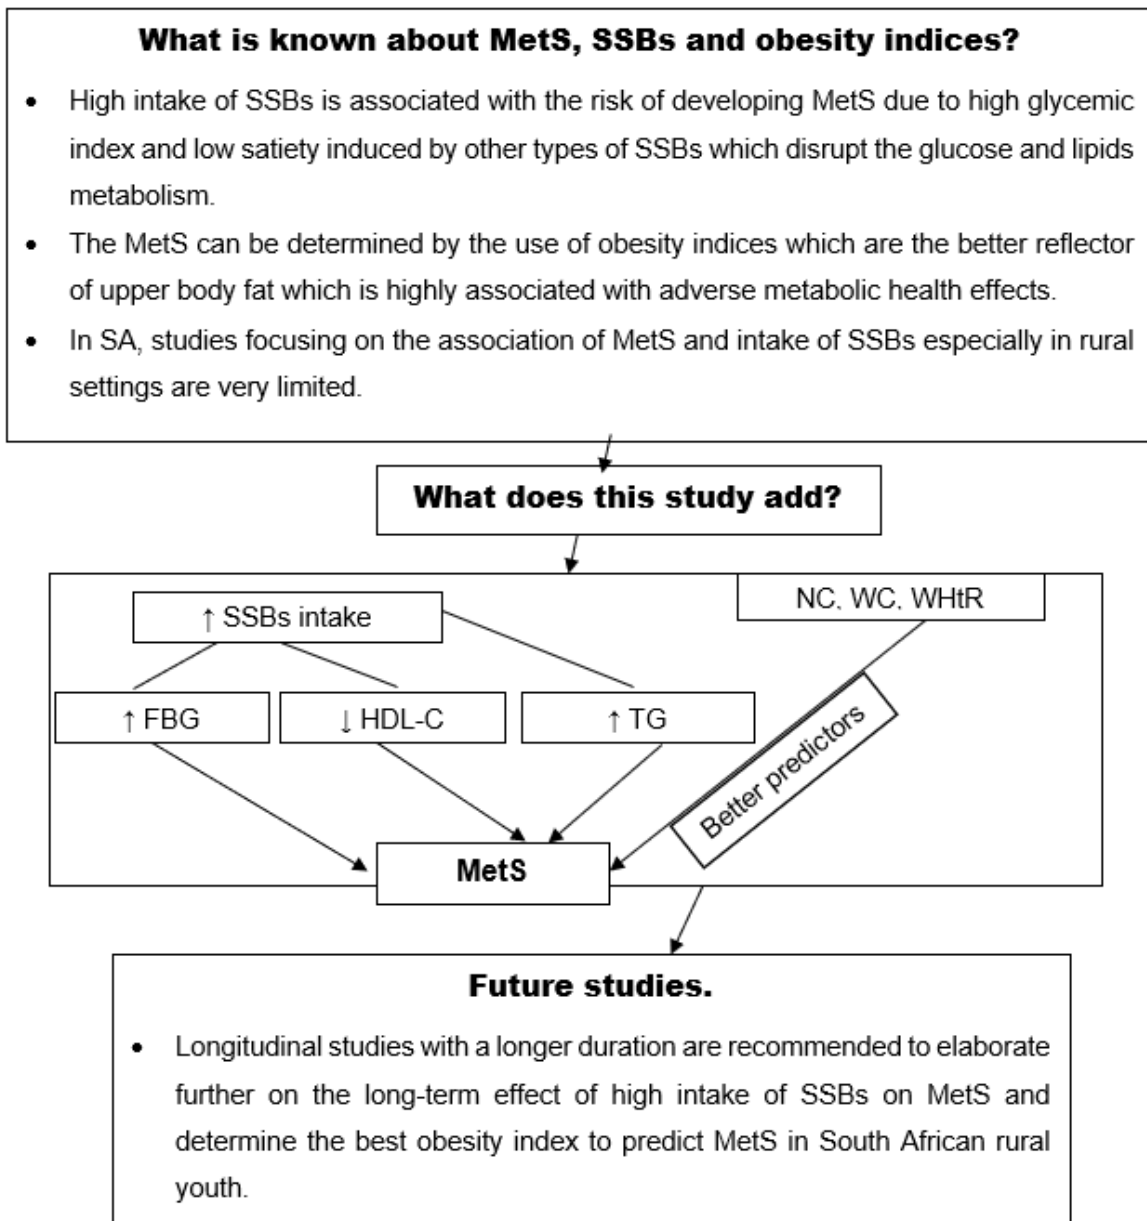 What is known about MetS, SSBs and obesity indices?
• High intake of SSBs is associated with the risk of developing MetS due to high glycemic
index and low satiety induced by other types of SSBs which disrupt the glucose and lipids
metabolism.
• The MetS can be determined by the use of obesity indices which are the better reflector
of upper body fat which is highly associated with adverse metabolic health effects.
• In SA, studies focusing on the association of MetS and intake of SSBs especially in rural
settings are very limited.
What does this study add?
↑ SSBs intake
NC, WC, WHtR
↑ FBG
↓ HDL-C
↑ TG
Better predictors
MetS
Future studies.
• Longitudinal studies with a longer duration are recommended to elaborate
further on the long-term effect of high intake of SSBs on MetS and
determine the best obesity index to predict MetS in South African rural
youth.